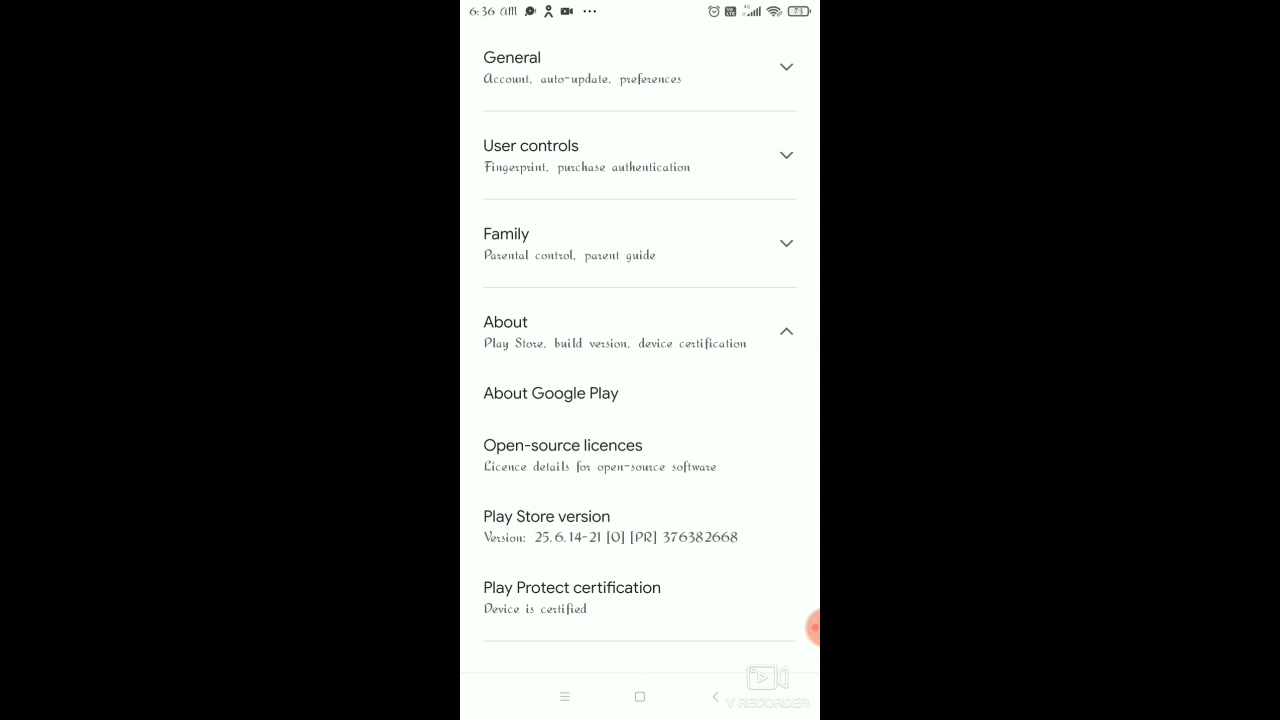 6:36 AM
73
General
Account, auto-update, preferences
User controls
Fingerprint, purchase authentication
Family
Parental control, parent guide
About
Play Store, build version, device certification
About Google Play
Open-source licences
Licence details for open-source software
Play Store version
Version: 25.6.14-21 [0] [PR] 376382668
Play Protect certification
Device is certified
V RECORDER